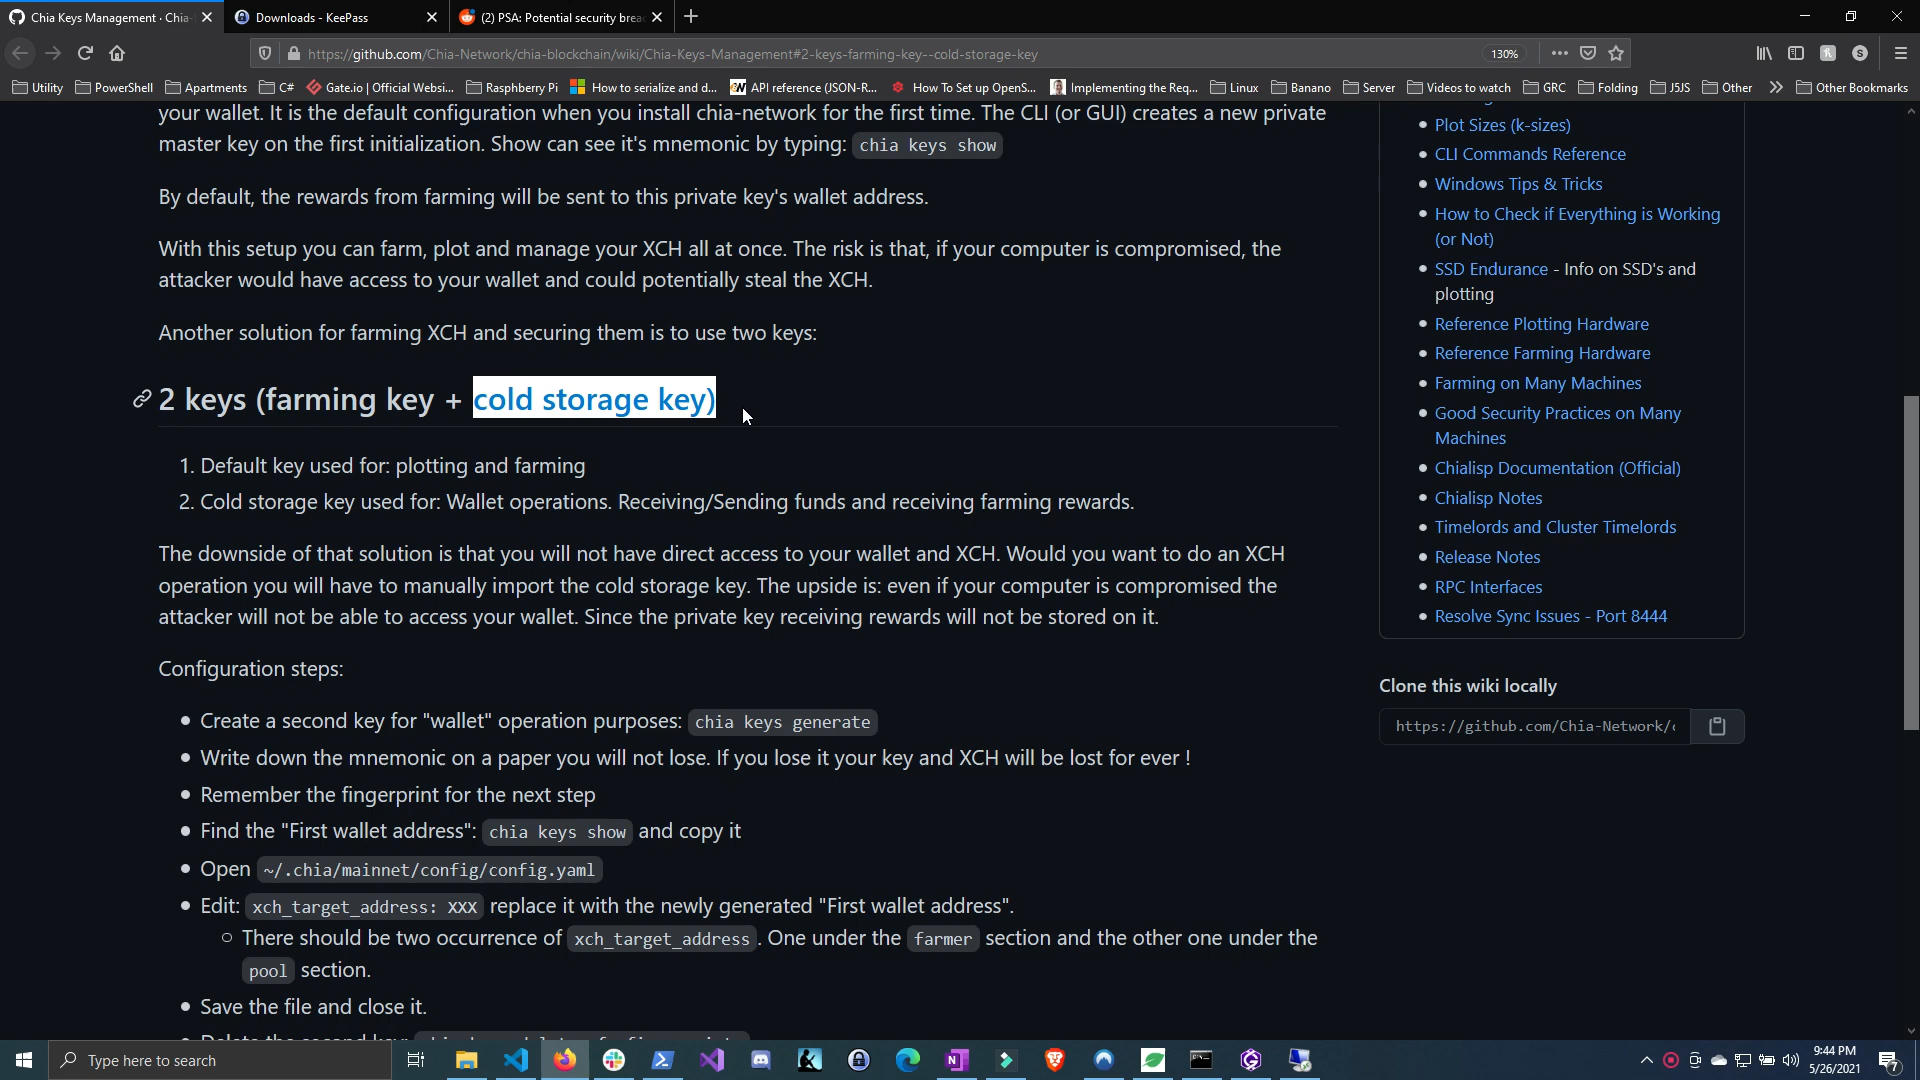 Chia Keys Management · Chia-
Downloads - KeePass
(2) PSA: Potential security brea
https://github.com/Chia-Network/chia-blockchain/wiki/Chia-Keys-Management#2-keys-farming-key--cold-storage-key
130%
Utility
PowerShell
Apartments
C#
Gate.io | Official Websi...
Raspberry Pi
How to serialize and d...
API reference (JSON-R...
How To Set up OpenS...
Implementing the Req...
Linux
Banano
Server
Videos to watch
GRC
Folding
J5JS
Other
Other Bookmarks
your wallet. It is the default configuration when you install chia-network for the first time. The CLI (or GUI) creates a new private
master key on the first initialization. Show can see it's mnemonic by typing: chia keys show
By default, the rewards from farming will be sent to this private key's wallet address.
With this setup you can farm, plot and manage your XCH all at once. The risk is that, if your computer is compromised, the
attacker would have access to your wallet and could potentially steal the XCH.
Another solution for farming XCH and securing them is to use two keys:
2 keys (farming key + cold storage key)
1. Default key used for: plotting and farming
2. Cold storage key used for: Wallet operations. Receiving/Sending funds and receiving farming rewards.
The downside of that solution is that you will not have direct access to your wallet and XCH. Would you want to do an XCH
operation you will have to manually import the cold storage key. The upside is: even if your computer is compromised the
attacker will not be able to access your wallet. Since the private key receiving rewards will not be stored on it.
Configuration steps:
• Create a second key for "wallet" operation purposes: chia keys generate
• Write down the mnemonic on a paper you will not lose. If you lose it your key and XCH will be lost for ever !
• Remember the fingerprint for the next step
• Find the "First wallet address": chia keys show and copy it
• Open ~/.chia/mainnet/config/config.yaml
• Edit: xch_target_address: XXX replace it with the newly generated "First wallet address".
○ There should be two occurrence of xch_target_address. One under the farmer section and the other one under the
pool section.
• Save the file and close it.
• Plot Sizes (k-sizes)
• CLI Commands Reference
• Windows Tips & Tricks
• How to Check if Everything is Working
(or Not)
• SSD Endurance - Info on SSD's and
plotting
• Reference Plotting Hardware
• Reference Farming Hardware
• Farming on Many Machines
• Good Security Practices on Many
Machines
• Chialisp Documentation (Official)
• Chialisp Notes
• Timelords and Cluster Timelords
• Release Notes
• RPC Interfaces
• Resolve Sync Issues - Port 8444
Clone this wiki locally
https://github.com/Chia-Network/
Type here to search
9:44 PM
5/26/2021
7